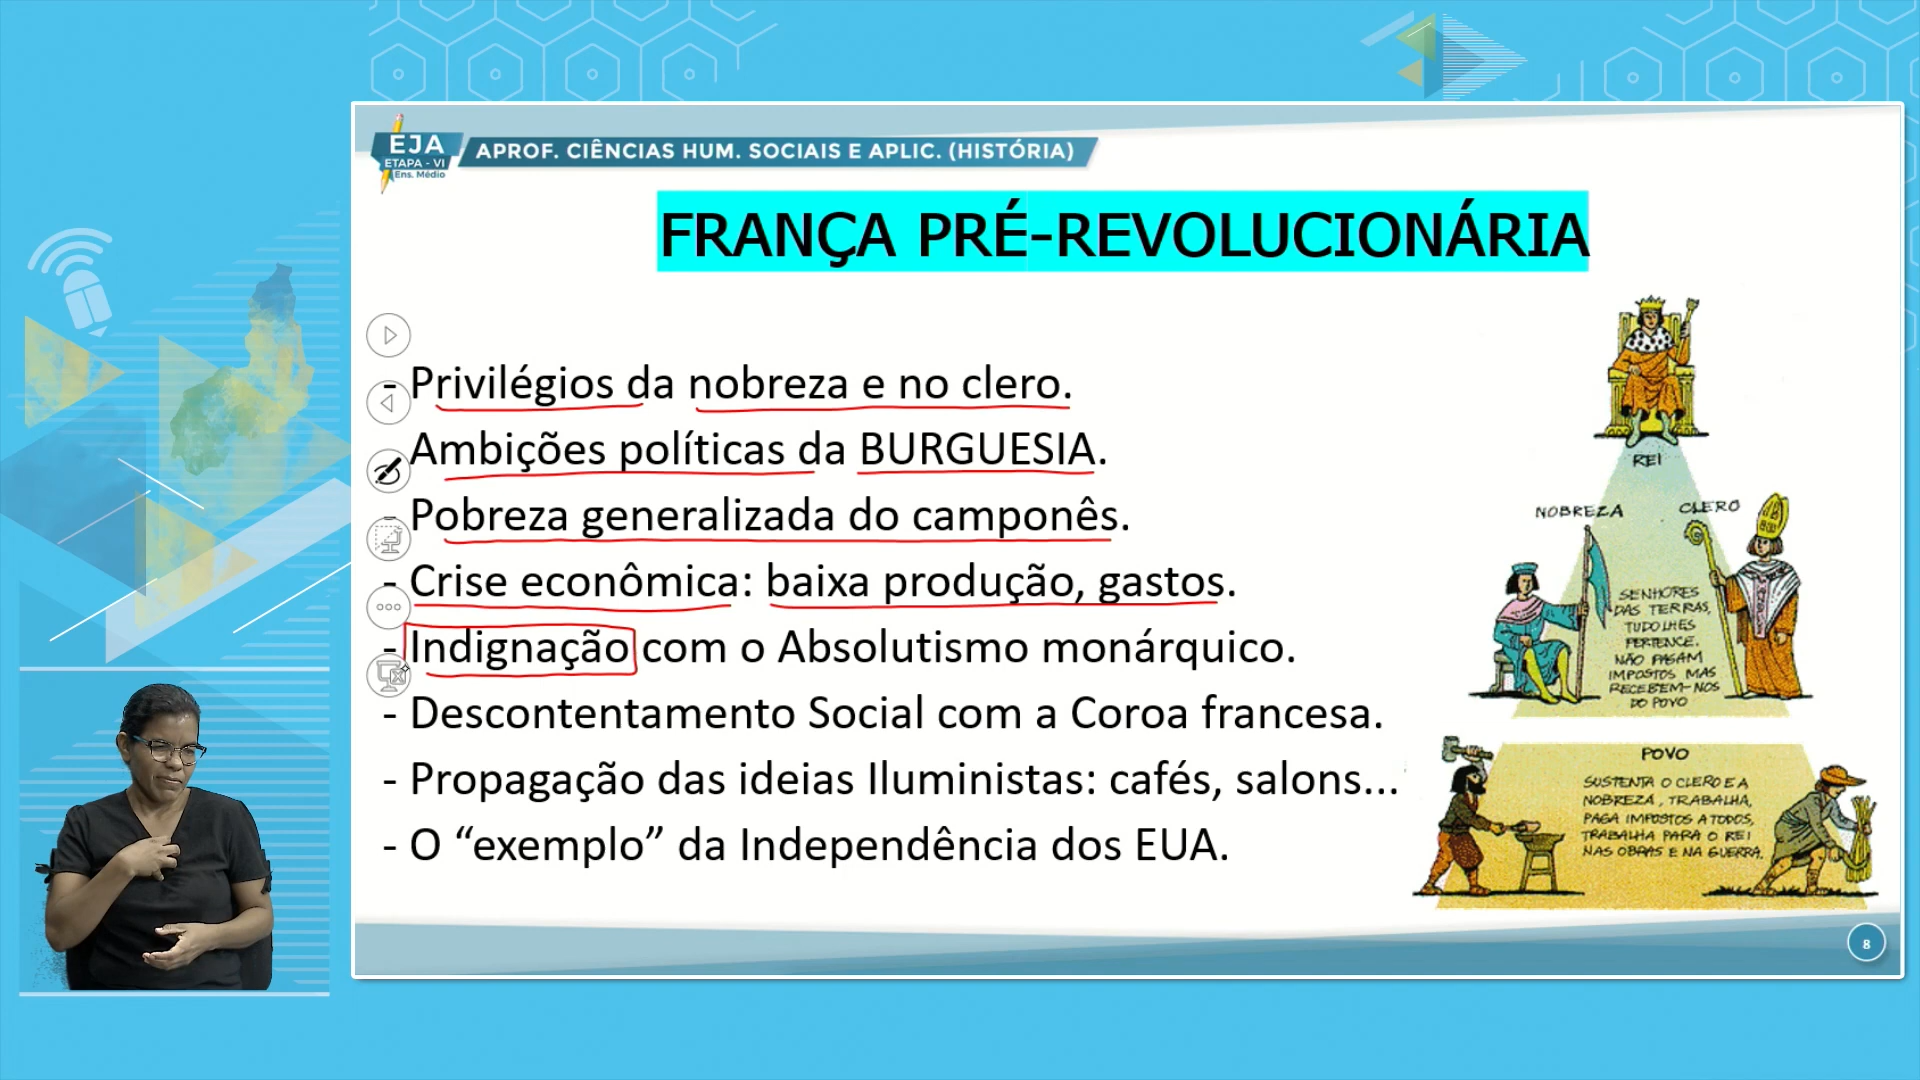 EJA
ETAPA - VI
Ens. Médio
APROF. CIÊNCIAS HUM. SOCIAIS E APLIC. (HISTÓRIA)
FRANÇA PRÉ-REVOLUCIONÁRIA
- Privilégios da nobreza e no clero.
- Ambições políticas da BURGUESIA.
- Pobreza generalizada do camponês.
- Crise econômica: baixa produção, gastos.
- Indignação com o Absolutismo monárquico.
- Descontentamento Social com a Coroa francesa.
- Propagação das ideias Iluministas: cafés, salons...
- O “exemplo” da Independência dos EUA.
REI
NOBREZA
CLERO
SENHORES
DAS TERRAS,
TUDO LHES
PERTENCE.
NÃO PAGAM
IMPOSTOS MAS
RECEBEM-NOS
DO POVO
POVO
SUSTENTA O CLERO E A
NOBREZA, TRABALHA,
PAGA IMPOSTOS A TODOS,
TRABALHA PARA O REI
NAS OBRAS E NA GUERRA.
8